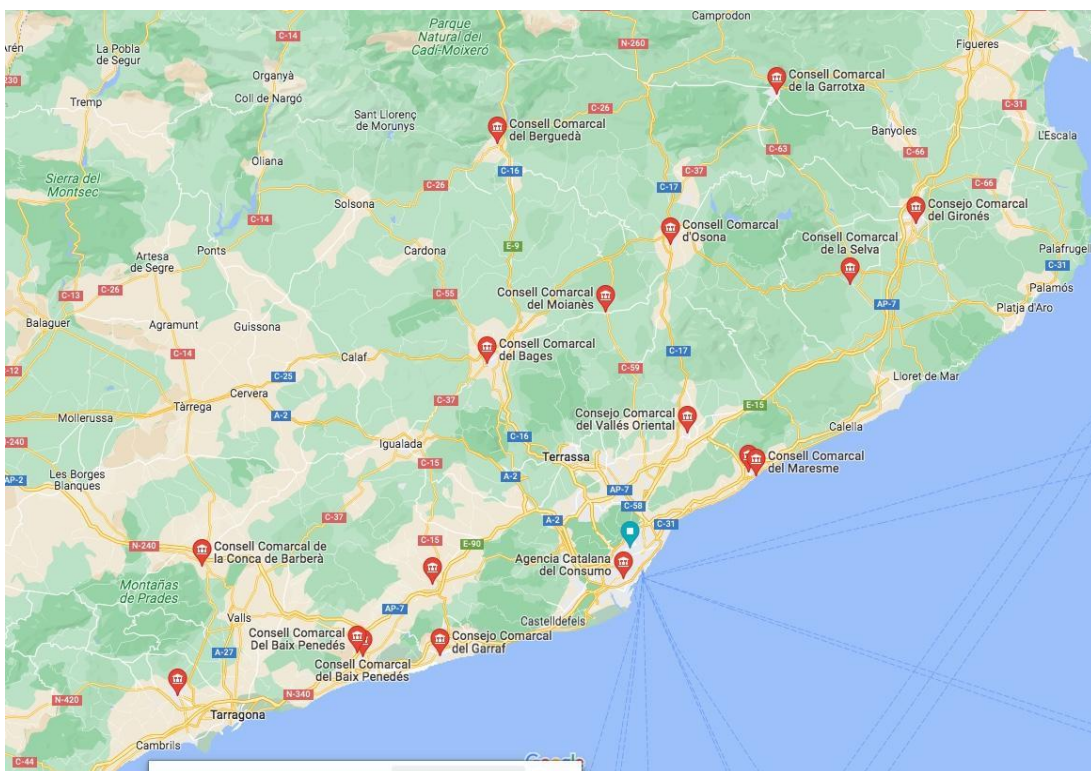 Camprodon
Parque
Natural del
Cadí-Moixeró
C-14
N-260
Figueres
La Pobla
de Segur
Organyà
Coll de Nargó
Consell Comarcal
de la Garrotxa
230
Tremp
C-26
C-31
Sant Llorenç
de Morunys
Consell Comarcal
del Berguedà
Banyoles
L'Escala
Oliana
C-16
C-63
C-66
Sierra del
Montsec
C-26
C-17
C-37
C-66
Solsona
Consejo Comarcal
del Gironés
C-14
Consell Comarcal
d'Osona
Consell Comarcal
de la Selva
Ponts
Cardona
E-9
Palafrugell
Artesa
de Segre
C-31
Palamós
C-13
C-26
C-55
Consell Comarcal
del Moianès
AP-7
Platja d'Aro
Balaguer
Agramunt
Guissona
Consell Comarcal
del Bages
C-14
Calaf
C-17
C-12
C-25
C-59
Lloret de Mar
Cervera
C-37
Tàrrega
Mollerussa
A-2
E-15
Consejo Comarcal
del Vallés Oriental
Calella
N-240
Igualada
C-16
Terrassa
Consell Comarcal
del Maresme
C-15
AP-2
Les Borges
Blanques
A-2
AP-7
C-58
C-37
A-2
C-31
C-15
N-240
Consell Comarcal de
la Conca de Barberà
E-90
Agencia Catalana
del Consumo
Montañas
de Prades
AP-7
Valls
Castelldefels
Consell Comarcal
Del Baix Penedés
Consejo Comarcal
del Garraf
A-27
Consell Comarcal
del Baix Penedés
N-420
N-340
Tarragona
Cambrils
C-44